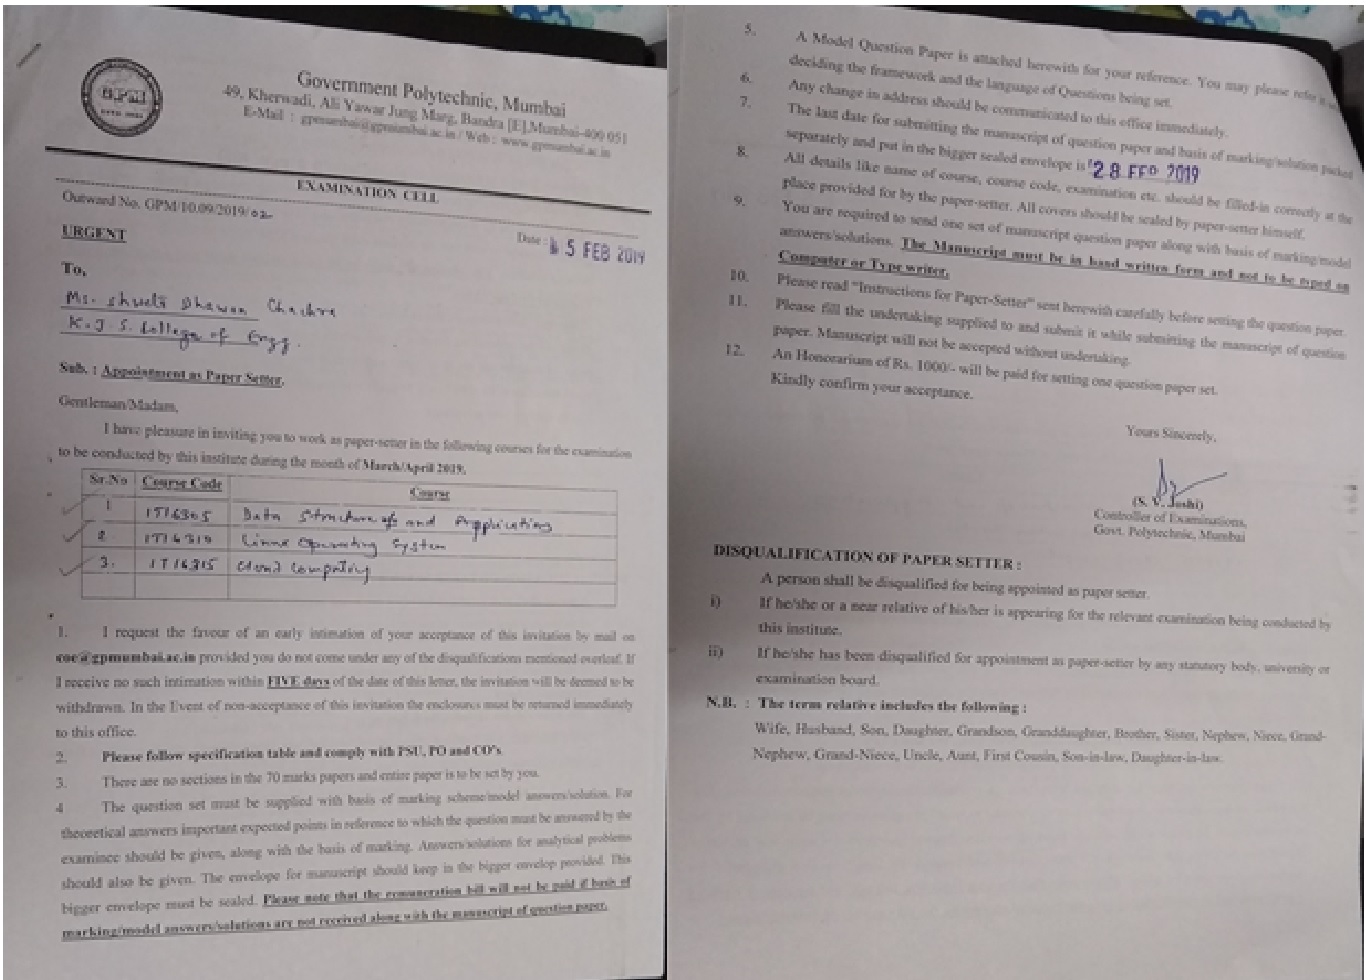 GPM
Government Polytechnic, Mumbai
49, Kherwadi, Ali Yawar Jung Marg, Bandra [E],Mumbai-400 051
E-Mail : gpmumbai@gpmumbai.ac.in / Web : www.gpmumbai.ac.in
EXAMINATION CELL
Outward No. GPM/10.09/2019/02
Date : 5 FEB 2019
URGENT
To,
Ms. Shweta Dhawan Chachra
K.J.S. College of Engg.
Sub. : Appointment as Paper Setter.
Gentleman/Madam,
I have pleasure in inviting you to work as paper-setter in the following courses for the examination
to be conducted by this institute during the month of March/April 2019.
Sr.No Course Code Course
1 IT16305 Data Structures and Application
2 IT16310 Linux Operating System
3. IT16315 Cloud Computing
1. I request the favour of an early intimation of your acceptance of this invitation by mail on
coe@gpmumbai.ac.in provided you do not come under any of the disqualifications mentioned overleaf. If
I receive no such intimation within FIVE days of the date of this letter, the invitation will be deemed to be
withdrawn. In the Event of non-acceptance of this invitation the enclosures must be returned immediately
to this office.
2. Please follow specification table and comply with PSU, PO and CO's
3. There are no sections in the 70 marks papers and entire paper is to be set by you.
4 The question set must be supplied with basis of marking scheme/model answers/solution. For
theoretical answers important expected points in reference to which the question must be answered by the
examinee should be given, along with the basis of marking. Answers/solutions for analytical problems
should also be given. The envelope for manuscript should keep in the bigger envelop provided. This
bigger envelope must be sealed. Please note that the remuneration bill will not be paid if basis of
marking/model answers/solutions are not received along with the manuscript of question paper.
5. A Model Question Paper is attached herewith for your reference. You may please refer it
deciding the framework and the language of Questions being set.
6. Any change in address should be communicated to this office immediately.
7. The last date for submitting the manuscript of question paper and basis of marking/solution packed
separately and put in the bigger sealed envelope is 28 FEB 2019
8. All details like name of course, course code, examination etc. should be filled-in correctly at the
place provided for by the paper-setter. All covers should be sealed by paper-setter himself.
9. You are required to send one set of manuscript question paper along with basis of marking/model
answers/solutions. The Manuscript must be in hand written form and not to be typed on
Computer or Type writer.
10. Please read "Instructions for Paper-Setter" sent herewith carefully before setting the question paper.
11. Please fill the undertaking supplied to and submit it while submitting the manuscript of question
paper. Manuscript will not be accepted without undertaking.
12. An Honorarium of Rs. 1000/- will be paid for setting one question paper set.
Kindly confirm your acceptance.
Yours Sincerely,
(S. V. Joshi)
Controller of Examinations,
Govt. Polytechnic, Mumbai
DISQUALIFICATION OF PAPER SETTER :
A person shall be disqualified for being appointed as paper setter.
i) If he/she or a near relative of his/her is appearing for the relevant examination being conducted by
this institute.
ii) If he/she has been disqualified for appointment as paper-setter by any statutory body, university or
examination board.
N.B. : The term relative includes the following :
Wife, Husband, Son, Daughter, Grandson, Granddaughter, Brother, Sister, Nephew, Niece, Grand-
Nephew, Grand-Niece, Uncle, Aunt, First Cousin, Son-in-law, Daughter-in-law.